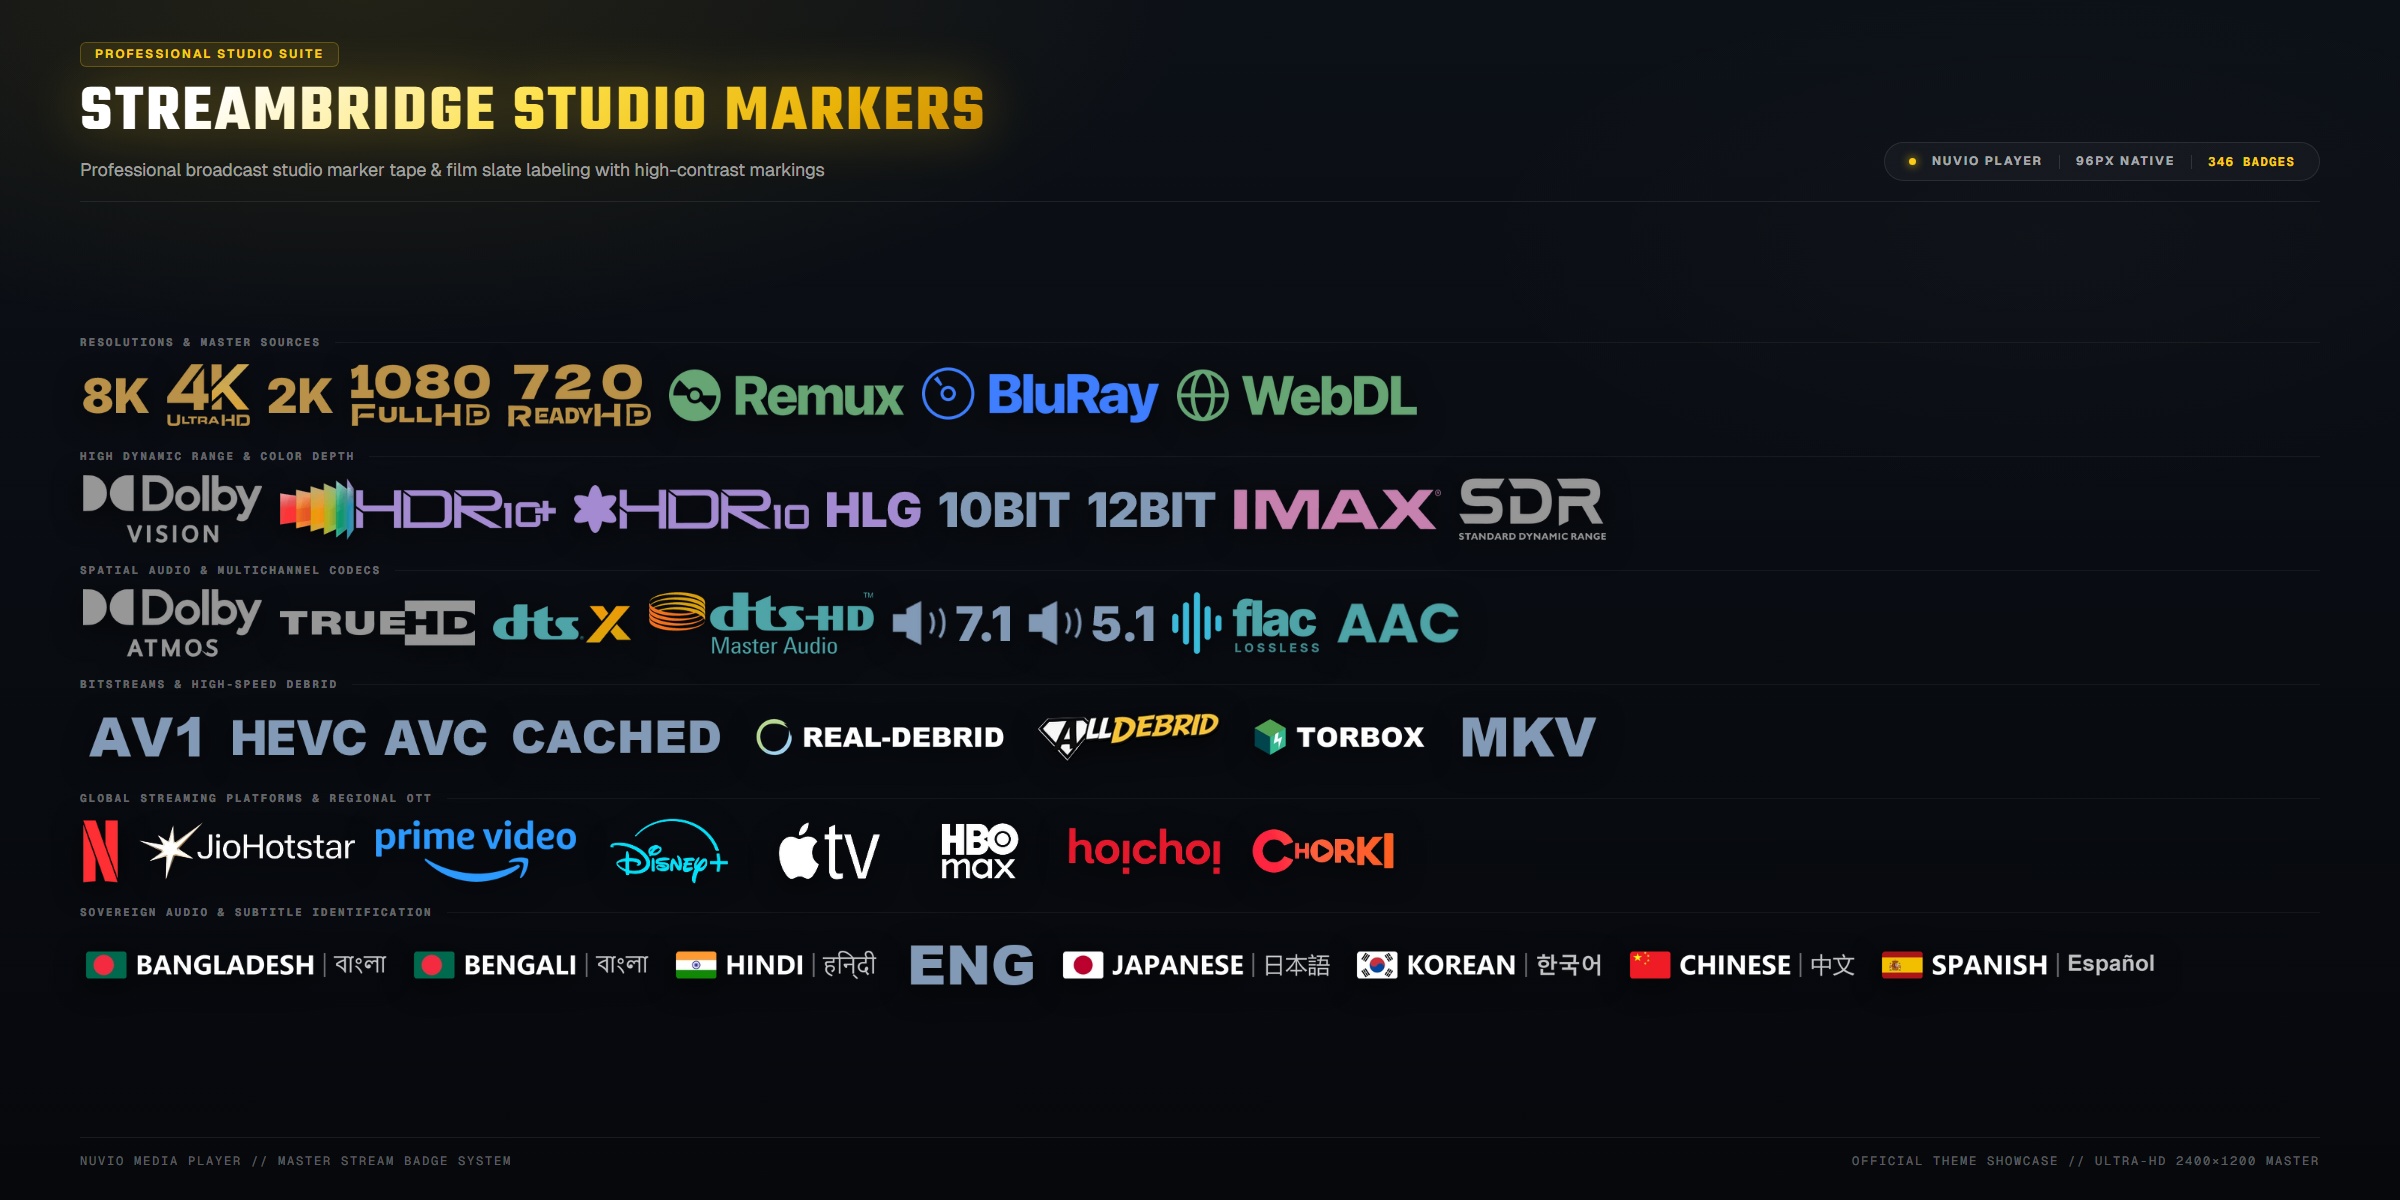 PROFESSIONAL STUDIO SUITE
STREAMBRIDGE STUDIO MARKERS
Professional broadcast studio marker tape & film slate labeling with high-contrast markings
NUVIO PLAYER | 96PX NATIVE | 346 BADGES
RESOLUTIONS & MASTER SOURCES
8K 4K ULTRAHD 2K 1080 FULLHD 720 READYHD Remux BluRay WebDL
HIGH DYNAMIC RANGE & COLOR DEPTH
Dolby VISION HDR10+ HDR10 HLG 10BIT 12BIT IMAX® SDR STANDARD DYNAMIC RANGE
SPATIAL AUDIO & MULTICHANNEL CODECS
Dolby ATMOS TRUEHD dts X dts-HD™ Master Audio 7.1 5.1 flac LOSSLESS AAC
BITSTREAMS & HIGH-SPEED DEBRID
AV1 HEVC AVC CACHED REAL-DEBRID ALLDEBRID TORBOX MKV
GLOBAL STREAMING PLATFORMS & REGIONAL OTT
N JioHotstar prime video Disney+ tv HBO max hoichoi CHORKI
SOVEREIGN AUDIO & SUBTITLE IDENTIFICATION
BANGLADESH | বাংলা BENGALI | বাংলা HINDI | हिन्दी ENG JAPANESE | 日本語 KOREAN | 한국어 CHINESE | 中文 SPANISH | Español
NUVIO MEDIA PLAYER // MASTER STREAM BADGE SYSTEM
OFFICIAL THEME SHOWCASE // ULTRA-HD 2400×1200 MASTER